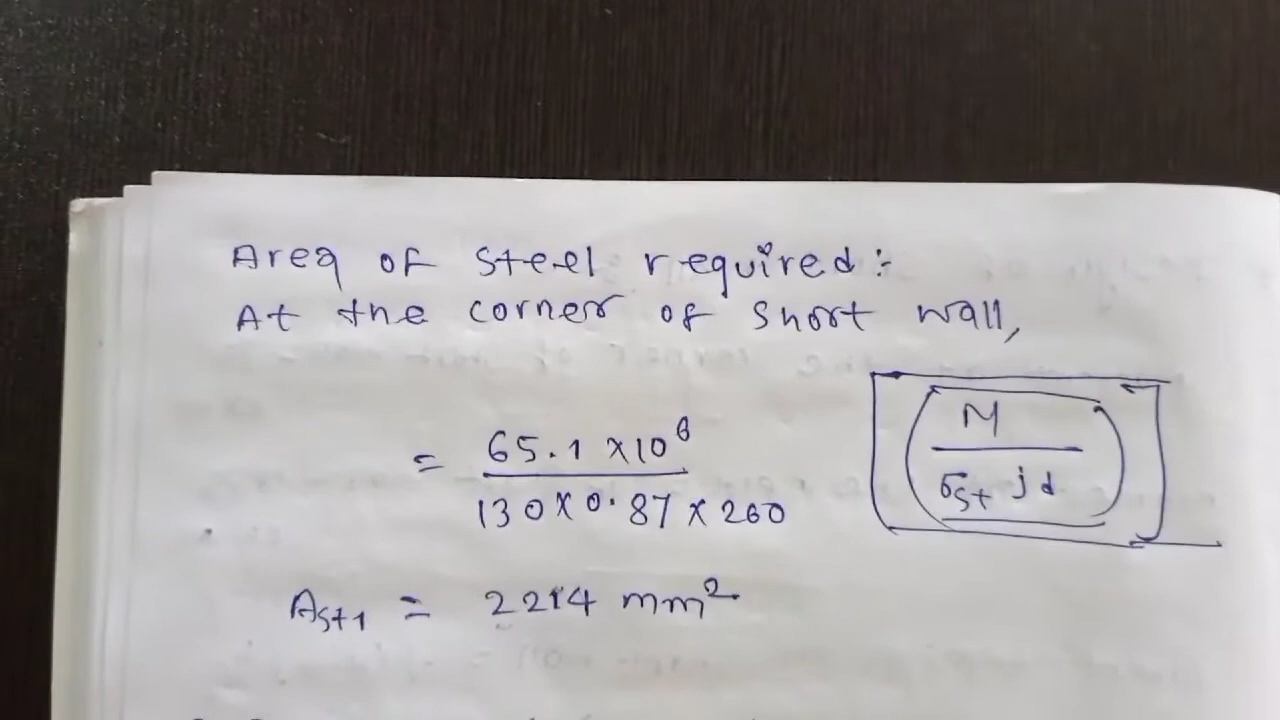 Area of steel required :-
At the corner of short wall,
= 65.1 x10⁶ / 130 x 0.87 x 260
[(M / σst jd)]
Ast1 = 2214 mm²